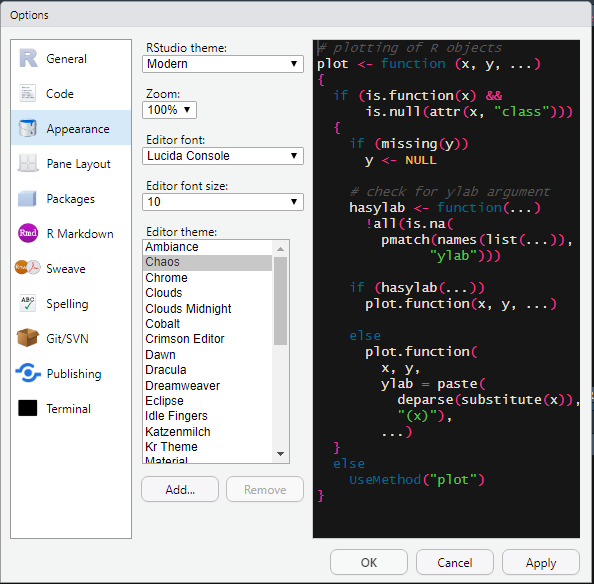 Options
General
Code
Appearance
Pane Layout
Packages
Rmd R Markdown
Rnw Sweave
ABC Spelling
Git/SVN
Publishing
Terminal
RStudio theme:
Modern
Zoom:
100%
Editor font:
Lucida Console
Editor font size:
10
Editor theme:
Ambiance
Chaos
Chrome
Clouds
Clouds Midnight
Cobalt
Crimson Editor
Dawn
Dracula
Dreamweaver
Eclipse
Idle Fingers
Katzenmilch
Kr Theme
Material
Add...
Remove
# plotting of R objects
plot <- function (x, y, ...)
{
  if (is.function(x) &&
      is.null(attr(x, "class")))
  {
    if (missing(y))
      y <- NULL

    # check for ylab argument
    hasylab <- function(...)
      !all(is.na(
        pmatch(names(list(...)),
              "ylab")))

    if (hasylab(...))
      plot.function(x, y, ...)

    else
      plot.function(
        x, y,
        ylab = paste(
          deparse(substitute(x)),
          "(x)"),
        ...)
  }
  else
    UseMethod("plot")
}
OK
Cancel
Apply